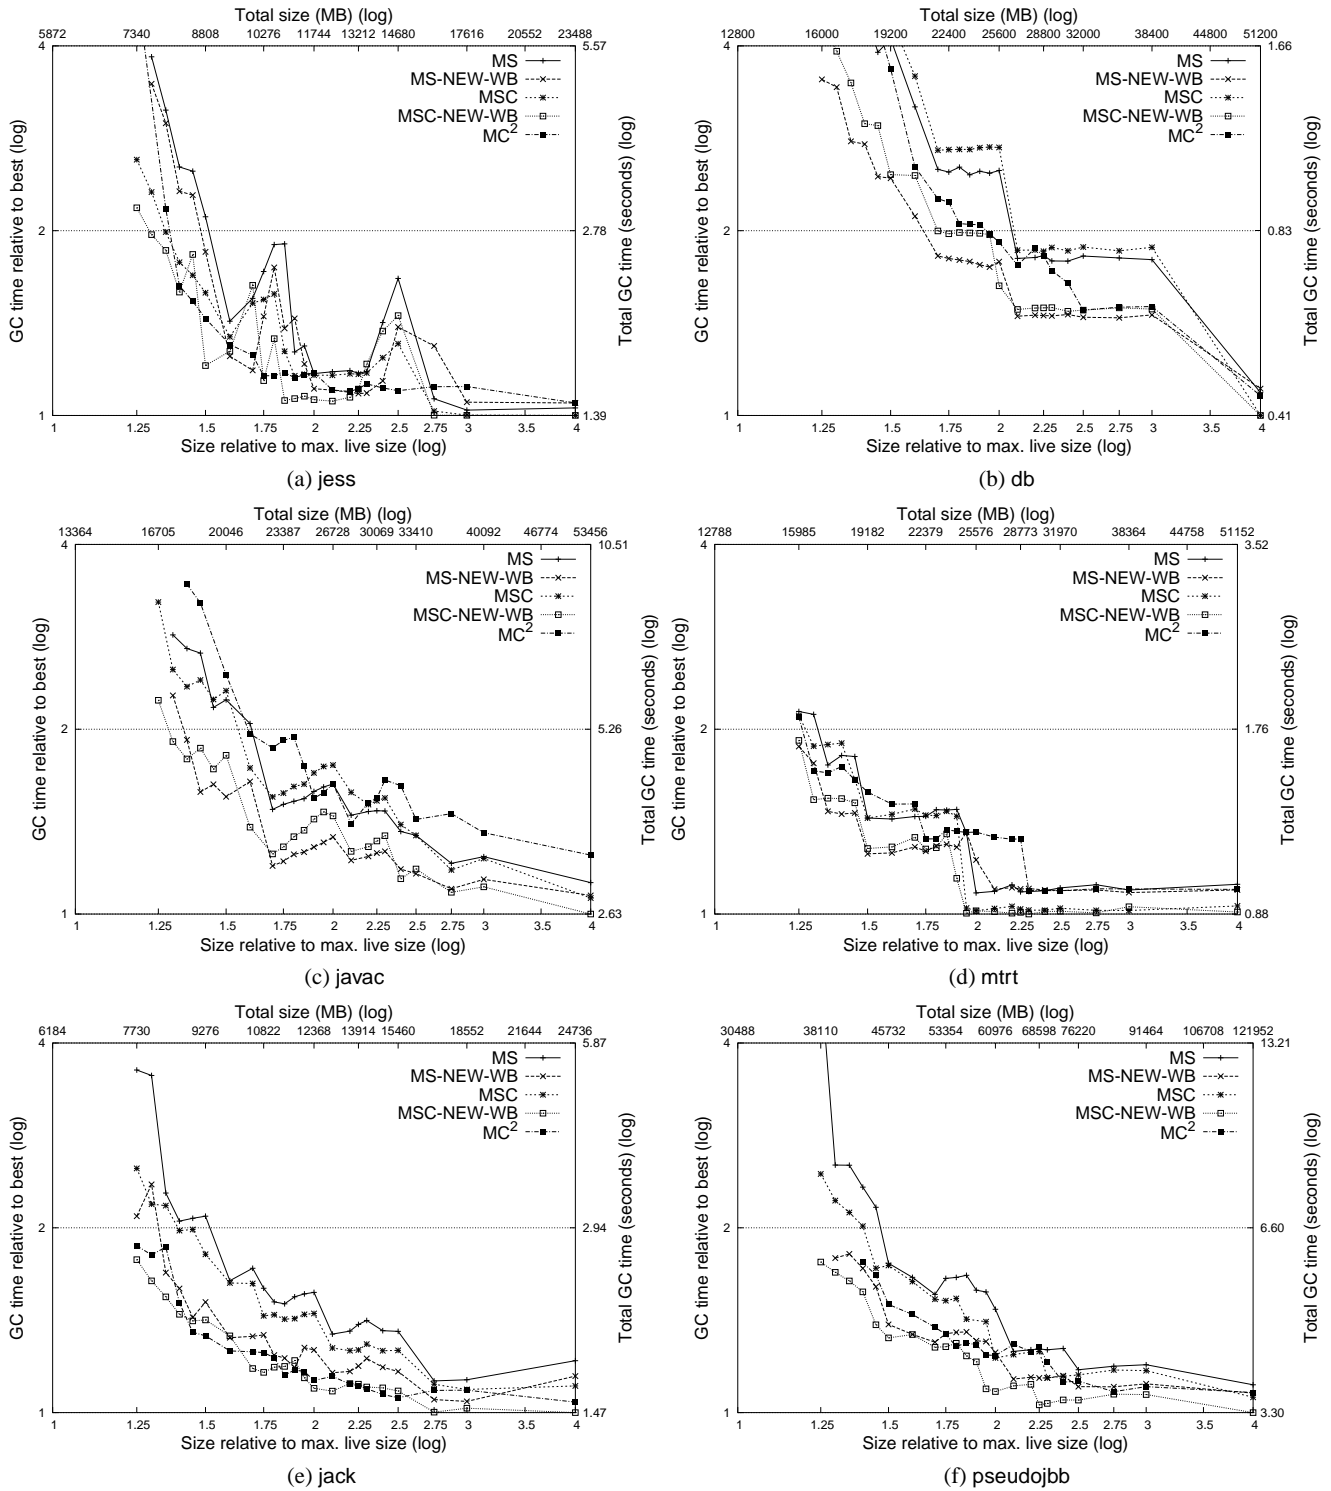 Total size (MB) (log)
5872 7340 8808 10276 11744 13212 14680 17616 20552 23488
4 5.57
MS
MS-NEW-WB
MSC
MSC-NEW-WB
MC2
2 2.78
1 1.39
GC time relative to best (log)
Total GC time (seconds) (log)
1 1.25 1.5 1.75 2 2.25 2.5 2.75 3 3.5 4
Size relative to max. live size (log)
(a) jess
Total size (MB) (log)
12800 16000 19200 22400 25600 28800 32000 38400 44800 51200
4 1.66
MS
MS-NEW-WB
MSC
MSC-NEW-WB
MC2
2 0.83
1 0.41
GC time relative to best (log)
Total GC time (seconds) (log)
1 1.25 1.5 1.75 2 2.25 2.5 2.75 3 3.5 4
Size relative to max. live size (log)
(b) db
Total size (MB) (log)
13364 16705 20046 23387 26728 30069 33410 40092 46774 53456
4 10.51
MS
MS-NEW-WB
MSC
MSC-NEW-WB
MC2
2 5.26
1 2.63
GC time relative to best (log)
Total GC time (seconds) (log)
1 1.25 1.5 1.75 2 2.25 2.5 2.75 3 3.5 4
Size relative to max. live size (log)
(c) javac
Total size (MB) (log)
12788 15985 19182 22379 25576 28773 31970 38364 44758 51152
4 3.52
MS
MS-NEW-WB
MSC
MSC-NEW-WB
MC2
2 1.76
1 0.88
GC time relative to best (log)
Total GC time (seconds) (log)
1 1.25 1.5 1.75 2 2.25 2.5 2.75 3 3.5 4
Size relative to max. live size (log)
(d) mtrt
Total size (MB) (log)
6184 7730 9276 10822 12368 13914 15460 18552 21644 24736
4 5.87
MS
MS-NEW-WB
MSC
MSC-NEW-WB
MC2
2 2.94
1 1.47
GC time relative to best (log)
Total GC time (seconds) (log)
1 1.25 1.5 1.75 2 2.25 2.5 2.75 3 3.5 4
Size relative to max. live size (log)
(e) jack
Total size (MB) (log)
30488 38110 45732 53354 60976 68598 76220 91464 106708 121952
4 13.21
MS
MS-NEW-WB
MSC
MSC-NEW-WB
MC2
2 6.60
1 3.30
GC time relative to best (log)
Total GC time (seconds) (log)
1 1.25 1.5 1.75 2 2.25 2.5 2.75 3 3.5 4
Size relative to max. live size (log)
(f) pseudojbb